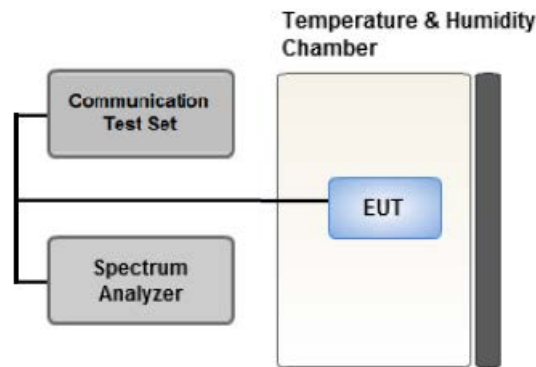 Temperature & Humidity
Chamber
Communication
Test Set
EUT
Spectrum
Analyzer